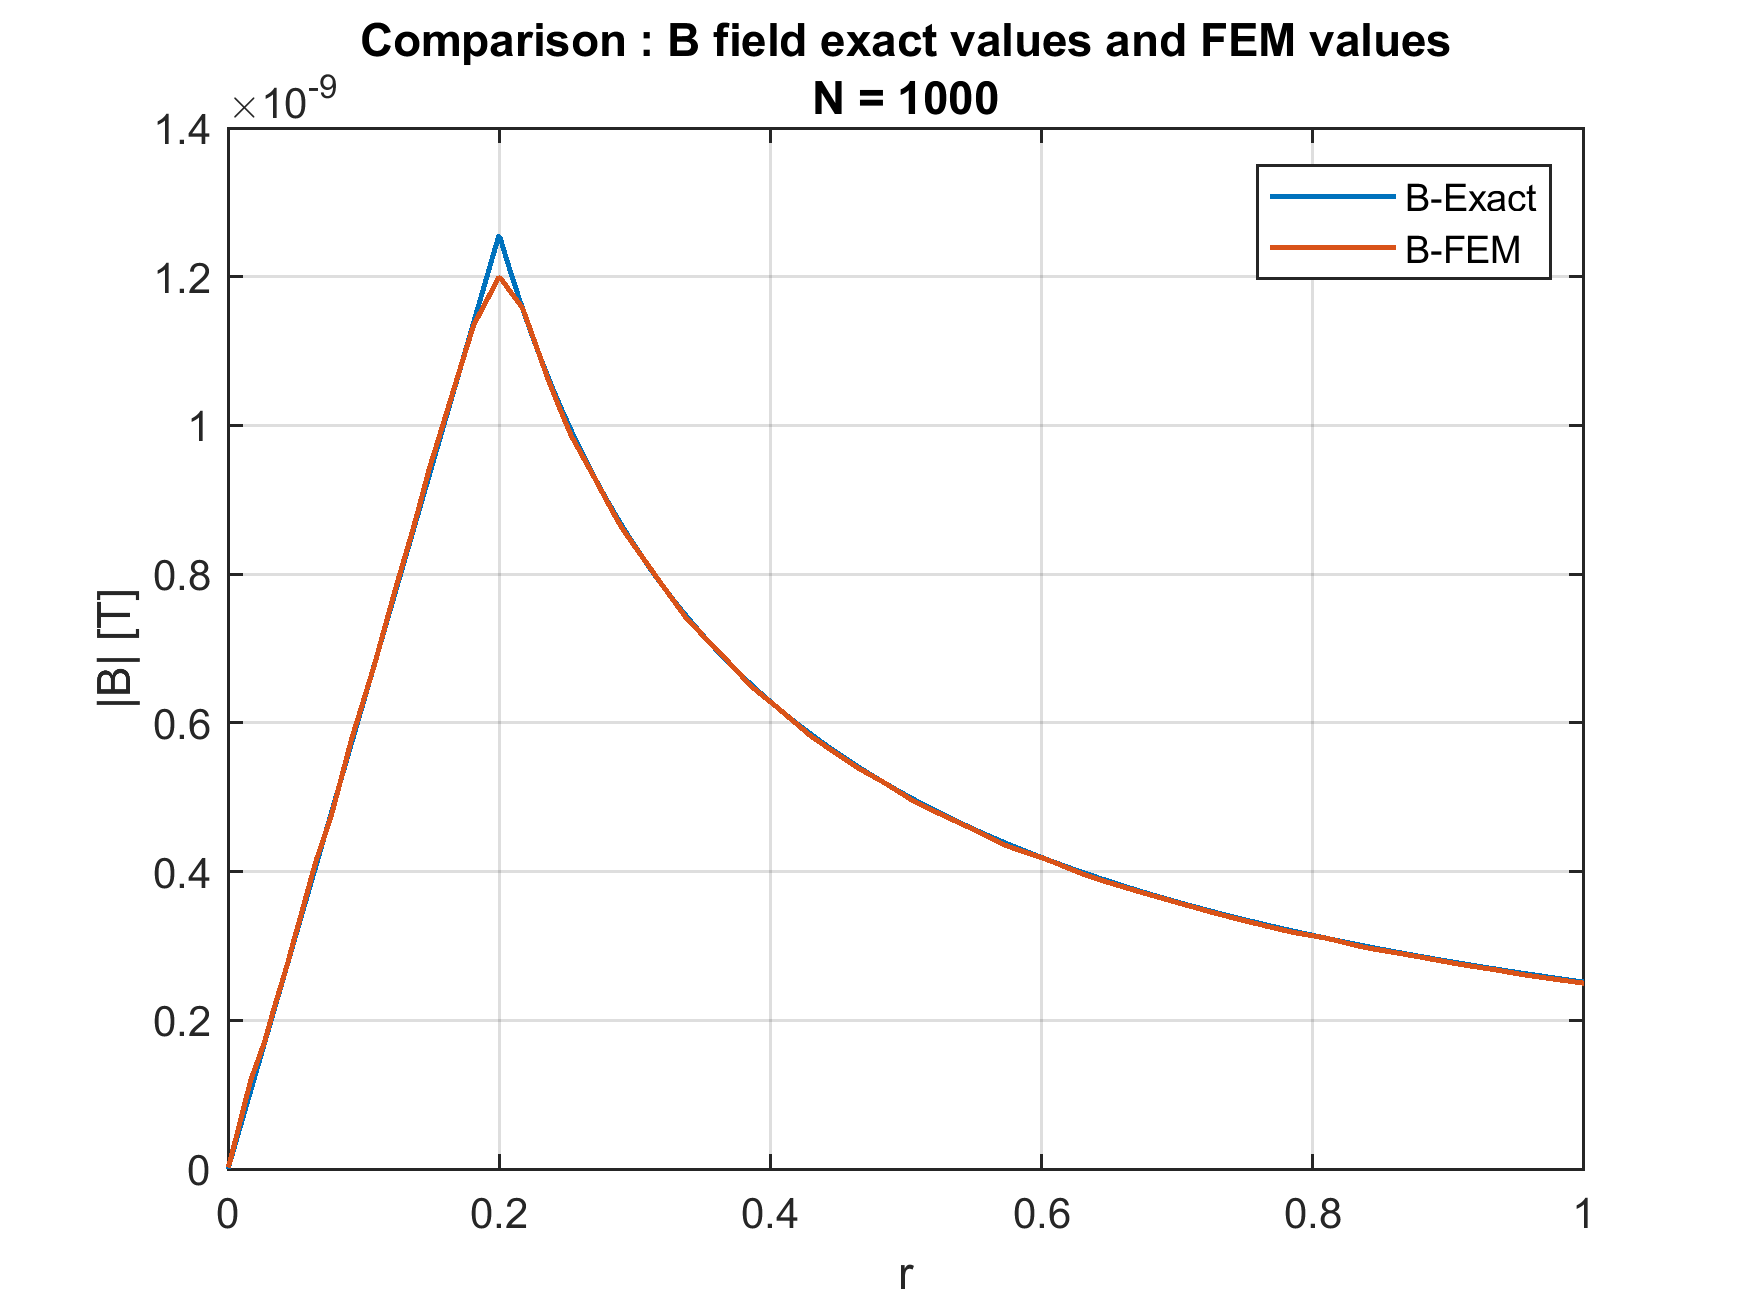 Comparison : B field exact values and FEM values
N = 1000
×10-9
1.4
1.2
1
0.8
0.6
0.4
0.2
0
|B| [T]
B-Exact
B-FEM
0 0.2 0.4 0.6 0.8 1
r